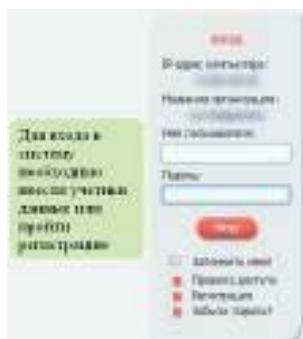 Для входа в
систему
необходимо
ввести учетные
данные или
пройти
регистрацию
ВХОД
IP-адрес компьютера:
Название организации:
Имя пользователя:
Пароль:
Вход
Запомнить меня
Правила доступа
Регистрация
Забыли пароль?